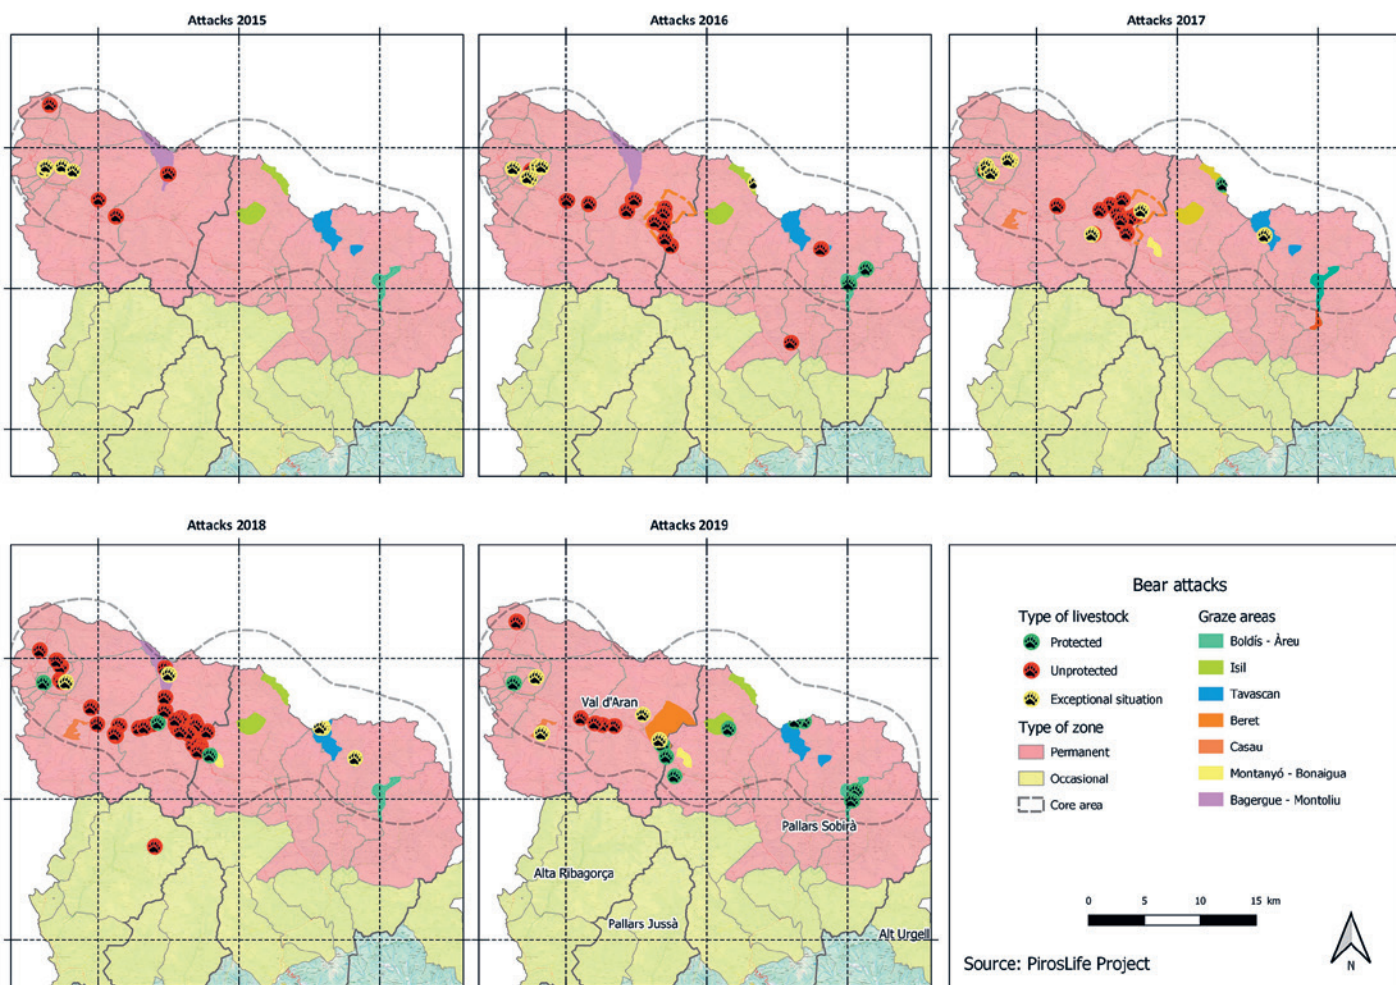 Attacks 2015
Attacks 2016
Attacks 2017
Attacks 2018
Attacks 2019
Val d'Aran
Pallars Sobirà
Alta Ribagorça
Pallars Jussà
Alt Urgell
Bear attacks
Type of livestock
Protected
Unprotected
Exceptional situation
Type of zone
Permanent
Occasional
Core area
Graze areas
Boldís - Àreu
Isil
Tavascan
Beret
Casau
Montanyó - Bonaigua
Bagergue - Montoliu
0 5 10 15 km
Source: PirosLife Project
N